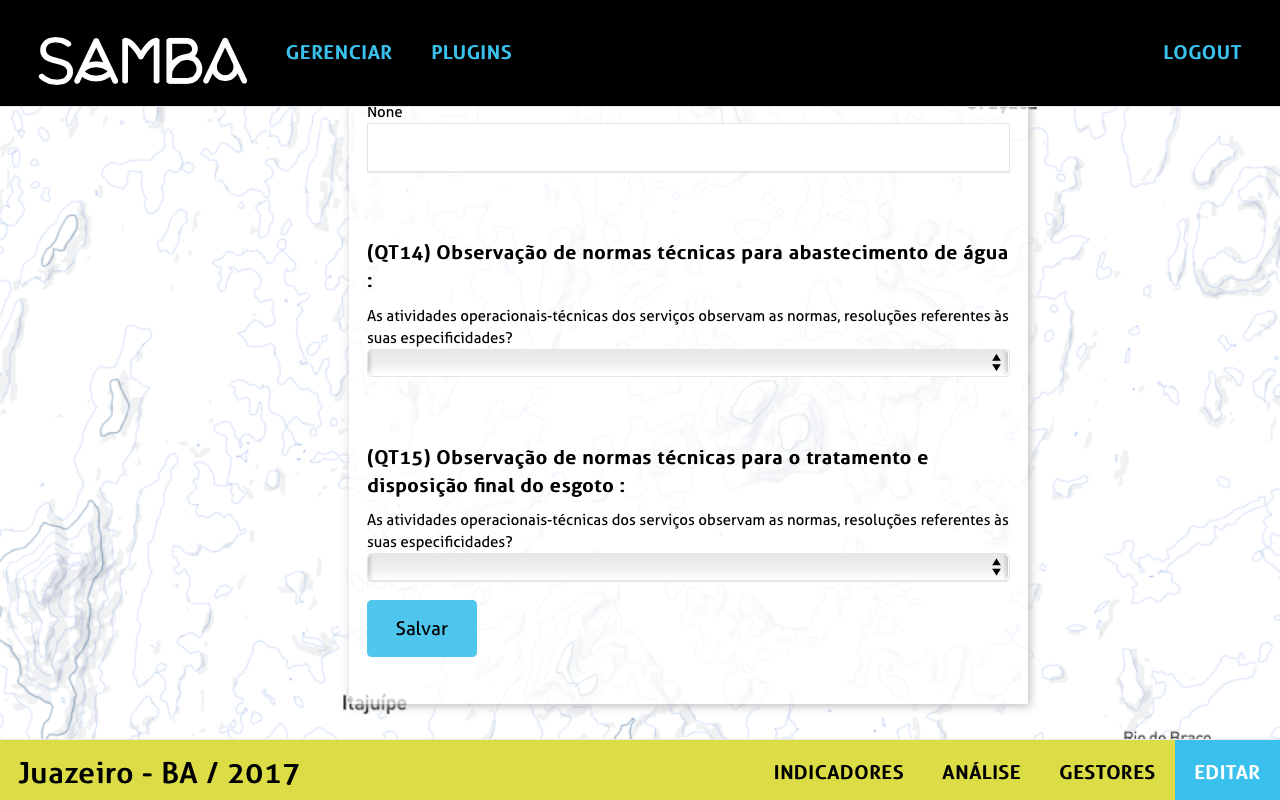 SAMBA GERENCIAR PLUGINS LOGOUT
None
(QT14) Observação de normas técnicas para abastecimento de água
:
As atividades operacionais-técnicas dos serviços observam as normas, resoluções referentes às
suas especificidades?
(QT15) Observação de normas técnicas para o tratamento e
disposição final do esgoto :
As atividades operacionais-técnicas dos serviços observam as normas, resoluções referentes às
suas especificidades?
Salvar
Itajuípe
Rio do Braço
Juazeiro - BA / 2017 INDICADORES ANÁLISE GESTORES EDITAR